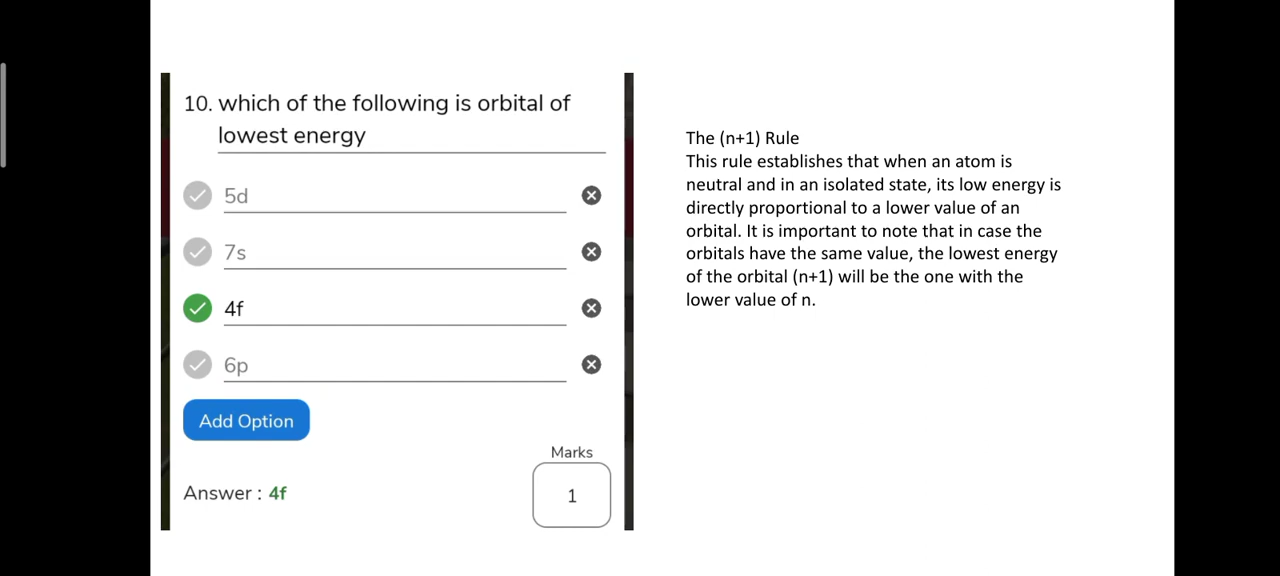 10. which of the following is orbital of
lowest energy
5d
7s
4f
6p
Add Option
Marks
Answer : 4f
1
The (n+1) Rule
This rule establishes that when an atom is
neutral and in an isolated state, its low energy is
directly proportional to a lower value of an
orbital. It is important to note that in case the
orbitals have the same value, the lowest energy
of the orbital (n+1) will be the one with the
lower value of n.